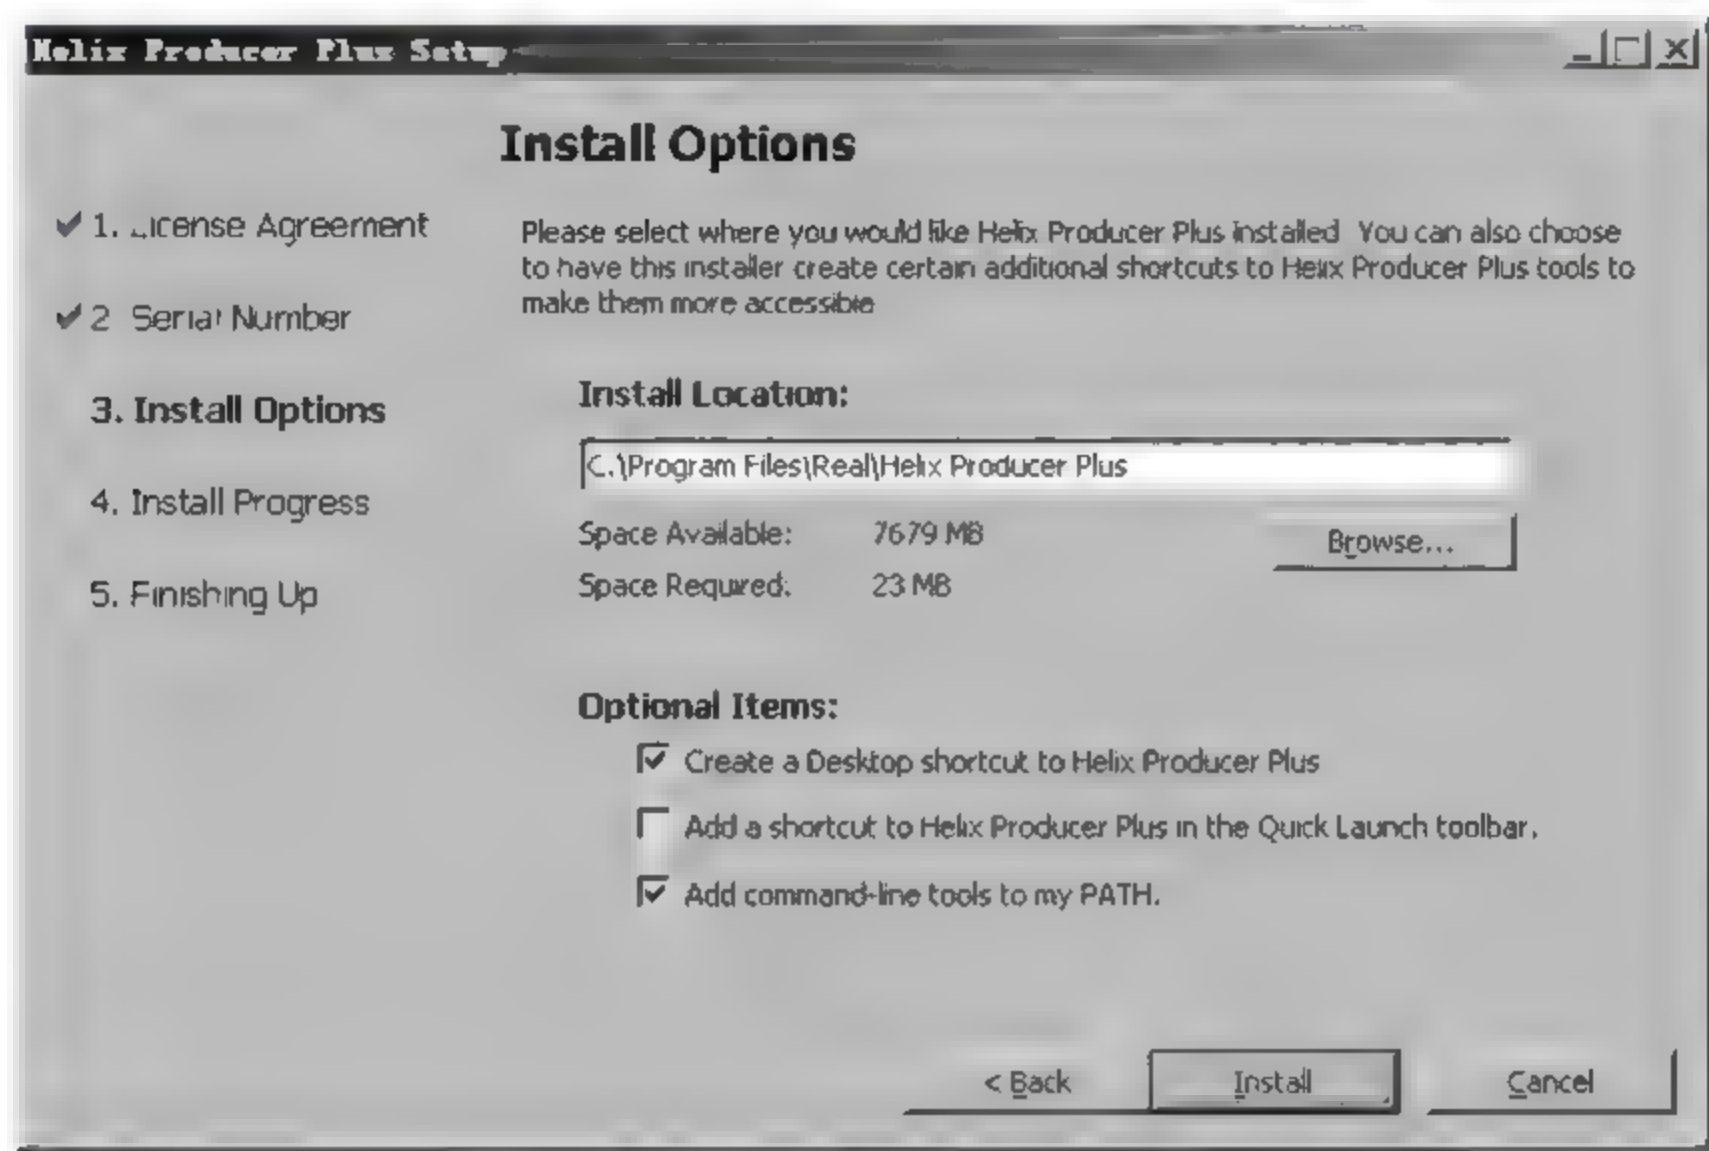 Helix Producer Plus Setup
Install Options
1. License Agreement
2 Serial Number
3. Install Options
4. Install Progress
5. Finishing Up
Please select where you would like Helix Producer Plus installed You can also choose
to have this installer create certain additional shortcuts to Helix Producer Plus tools to
make them more accessible
Install Location:
C:\Program Files\Real\Helix Producer Plus
Space Available: 7679 MB
Browse...
Space Required: 23 MB
Optional Items:
Create a Desktop shortcut to Helix Producer Plus
Add a shortcut to Helix Producer Plus in the Quick Launch toolbar.
Add command-line tools to my PATH.
< Back Install Cancel